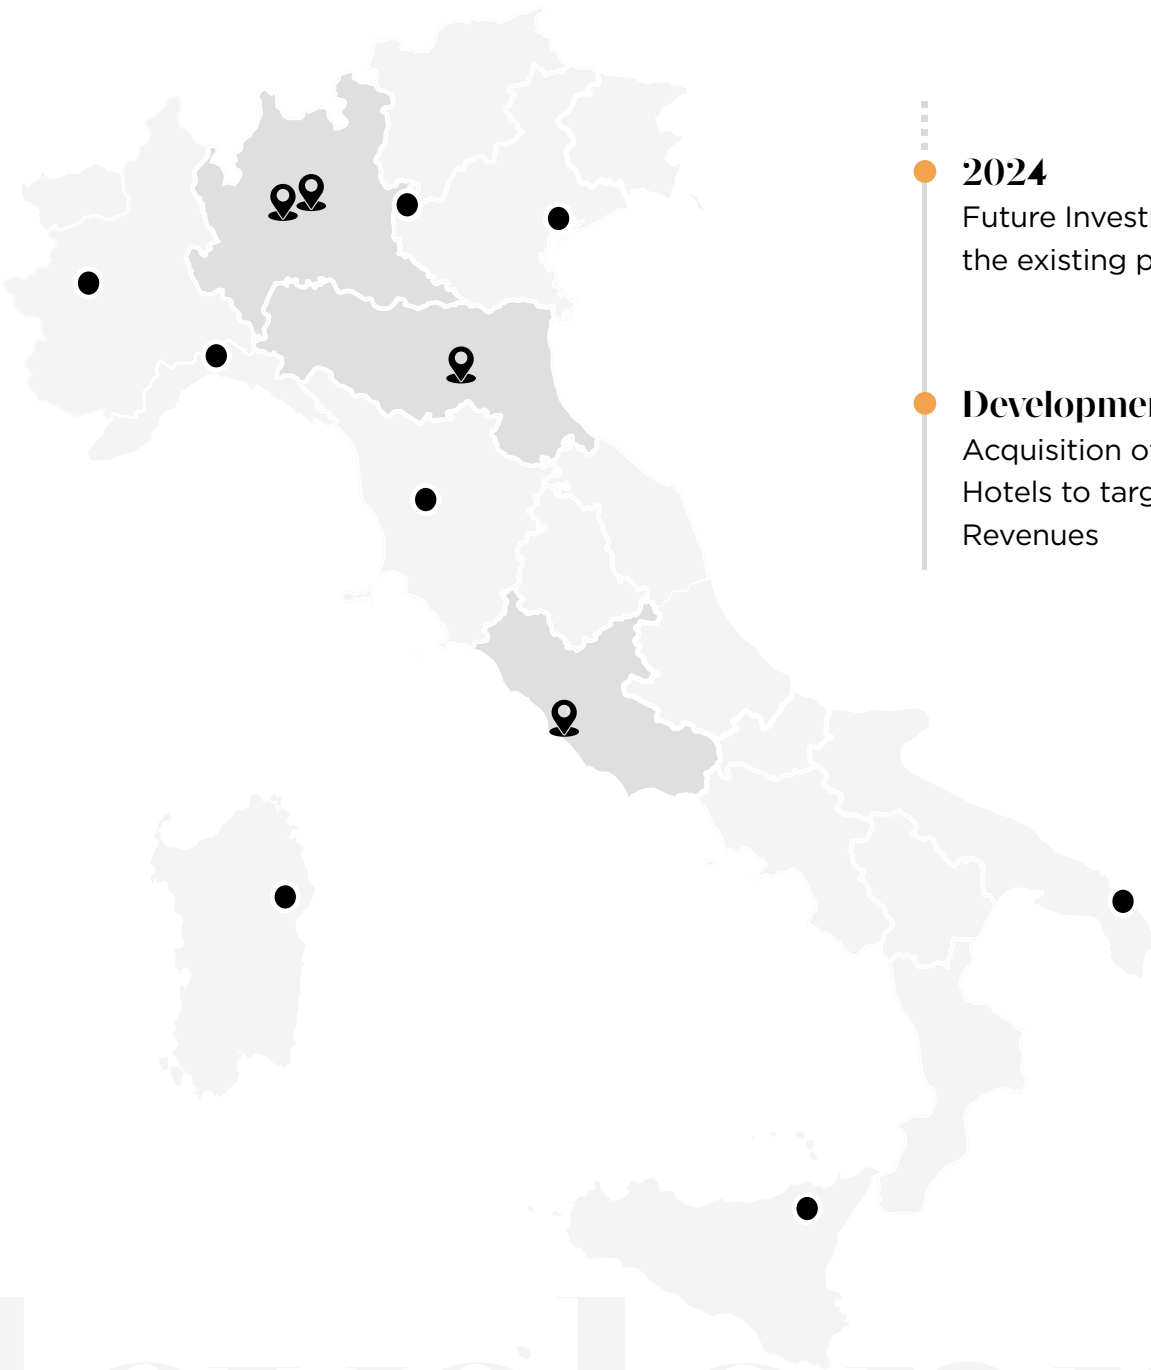 2024
Future Invest
the existing p
Developme
Acquisition o
Hotels to targ
Revenues